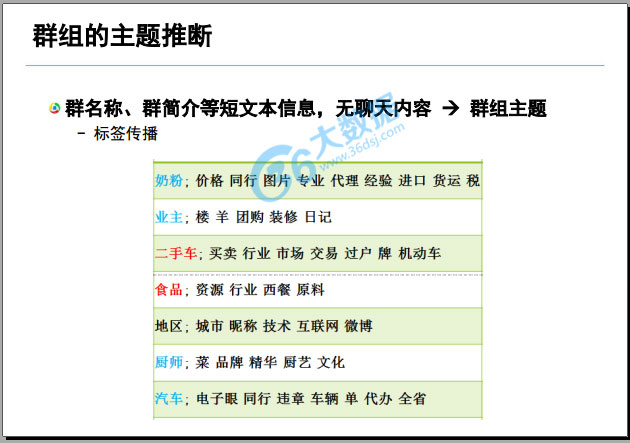 群组的主题推断
群名称、群简介等短文本信息，无聊天内容 → 群组主题
– 标签传播
36大数据
www.36dsj.com
奶粉; 价格 同行 图片 专业 代理 经验 进口 货运 税
业主; 楼 羊 团购 装修 日记
二手车; 买卖 行业 市场 交易 过户 牌 机动车
食品; 资源 行业 西餐 原料
地区; 城市 昵称 技术 互联网 微博
厨师; 菜 品牌 精华 厨艺 文化
汽车; 电子眼 同行 违章 车辆 单 代办 全省